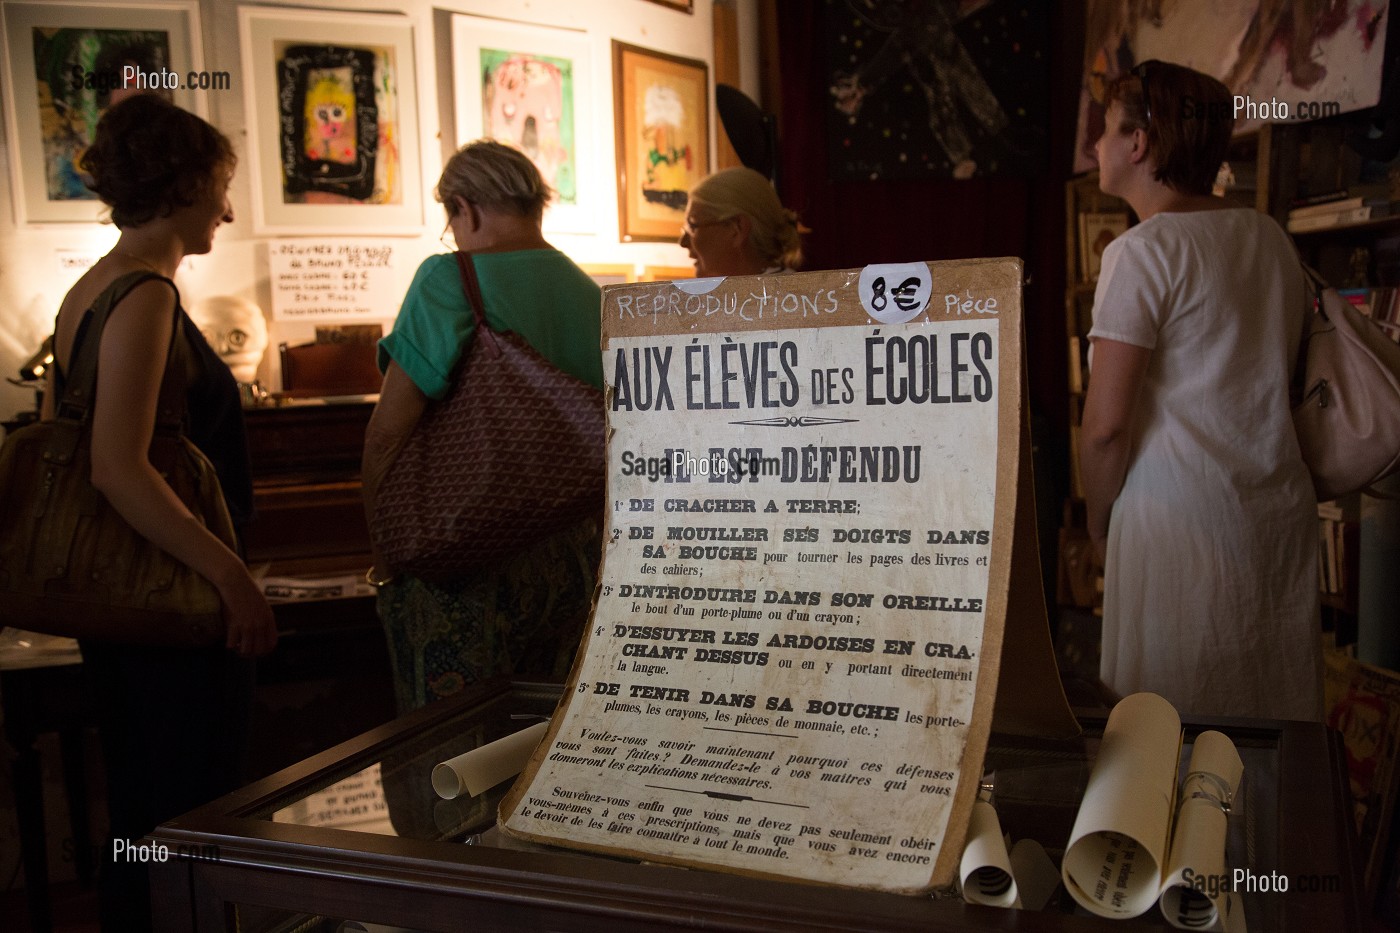 SagaPhoto.com
SagaPhoto.com
REPRODUCTIONS 8€ Pièce
AUX ÉLÈVES DES ÉCOLES
IL EST DÉFENDU
SagaPhoto.com
1° DE CRACHER A TERRE;
2° DE MOUILLER SES DOIGTS DANS
SA BOUCHE pour tourner les pages des livres et
des cahiers;
3° D'INTRODUIRE DANS SON OREILLE
le bout d'un porte-plume ou d'un crayon;
4° D'ESSUYER LES ARDOISES EN CRA-
CHANT DESSUS ou en y portant directement
la langue.
5° DE TENIR DANS SA BOUCHE les porte-
plumes, les crayons, les pièces de monnaie, etc.;
Voulez-vous savoir maintenant pourquoi ces défenses
vous sont faites? Demandez-le à vos maîtres qui vous
donneront les explications nécessaires.
Souvenez-vous enfin que vous ne devez pas seulement obéir
vous-mêmes à ces prescriptions, mais que vous avez encore
le devoir de les faire connaître à tout le monde.
SagaPhoto.com
SagaPhoto.com